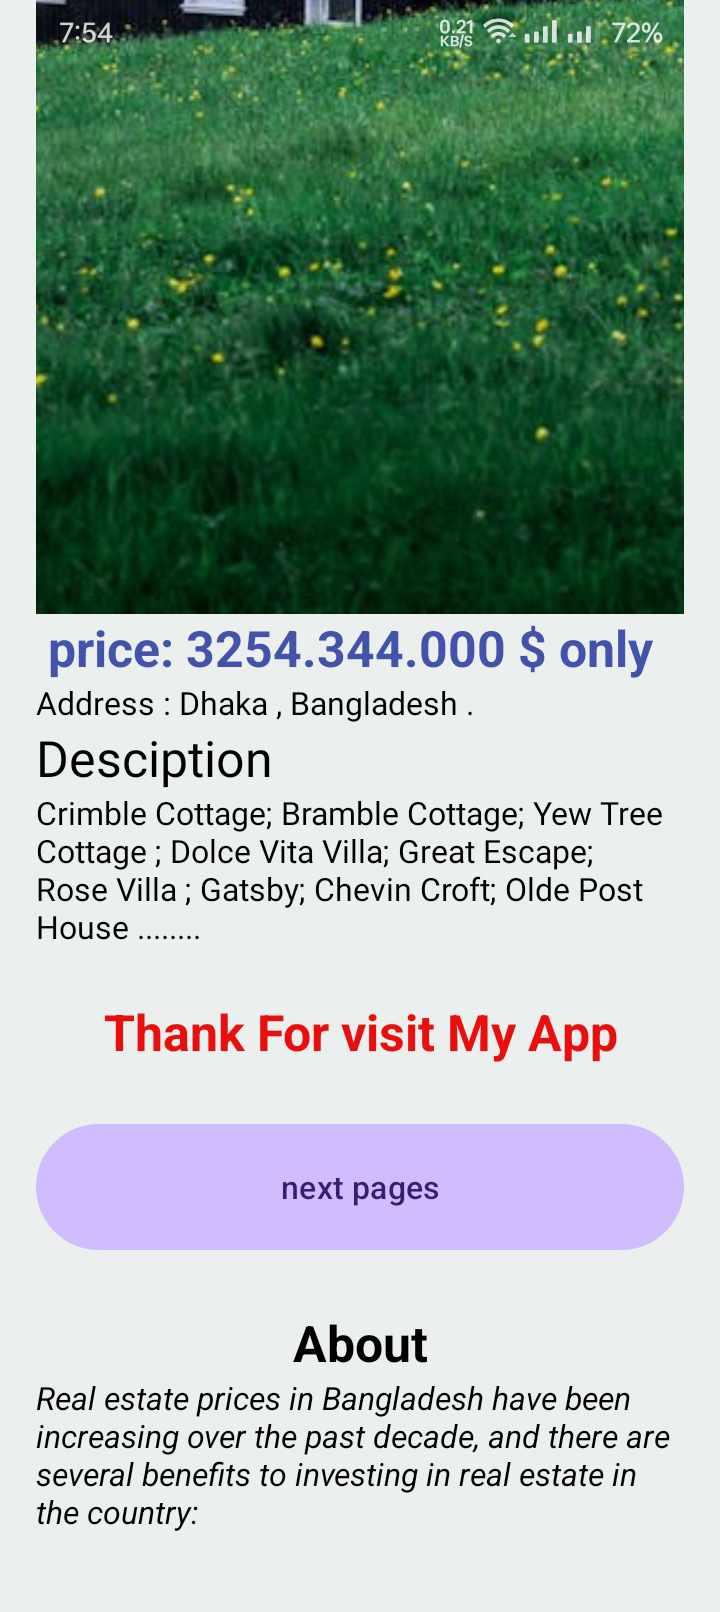 7:54
0.21
KB/S
72%
price: 3254.344.000 $ only
Address : Dhaka , Bangladesh .
Desciption
Crimble Cottage; Bramble Cottage; Yew Tree
Cottage ; Dolce Vita Villa; Great Escape;
Rose Villa ; Gatsby; Chevin Croft; Olde Post
House ........
Thank For visit My App
next pages
About
Real estate prices in Bangladesh have been
increasing over the past decade, and there are
several benefits to investing in real estate in
the country: